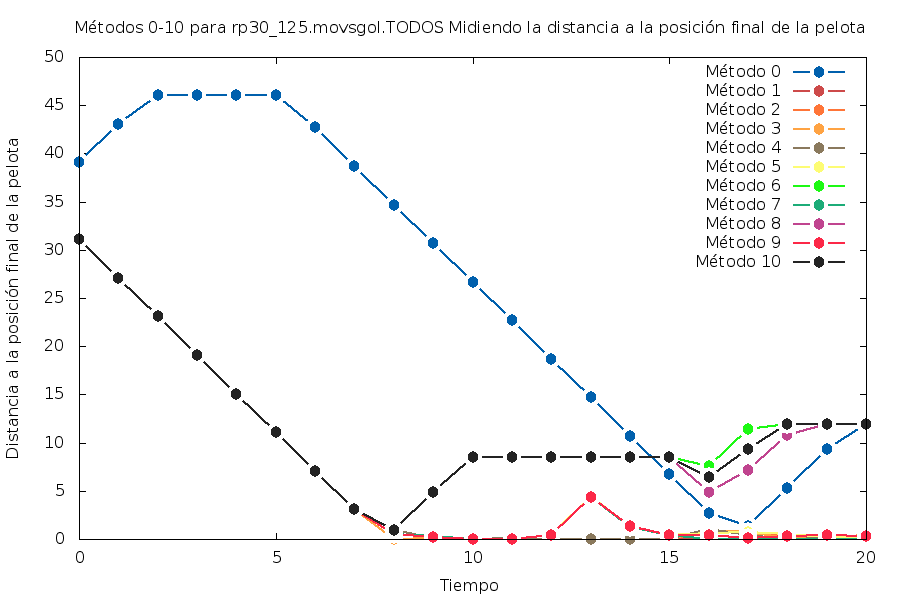 Métodos 0-10 para rp30_125.movsgol.TODOS Midiendo la distancia a la posición final de la pelota
50
45
40
35
30
25
20
15
10
5
0
Distancia a la posición final de la pelota
Método 0
Método 1
Método 2
Método 3
Método 4
Método 5
Método 6
Método 7
Método 8
Método 9
Método 10
0
5
10
15
20
Tiempo